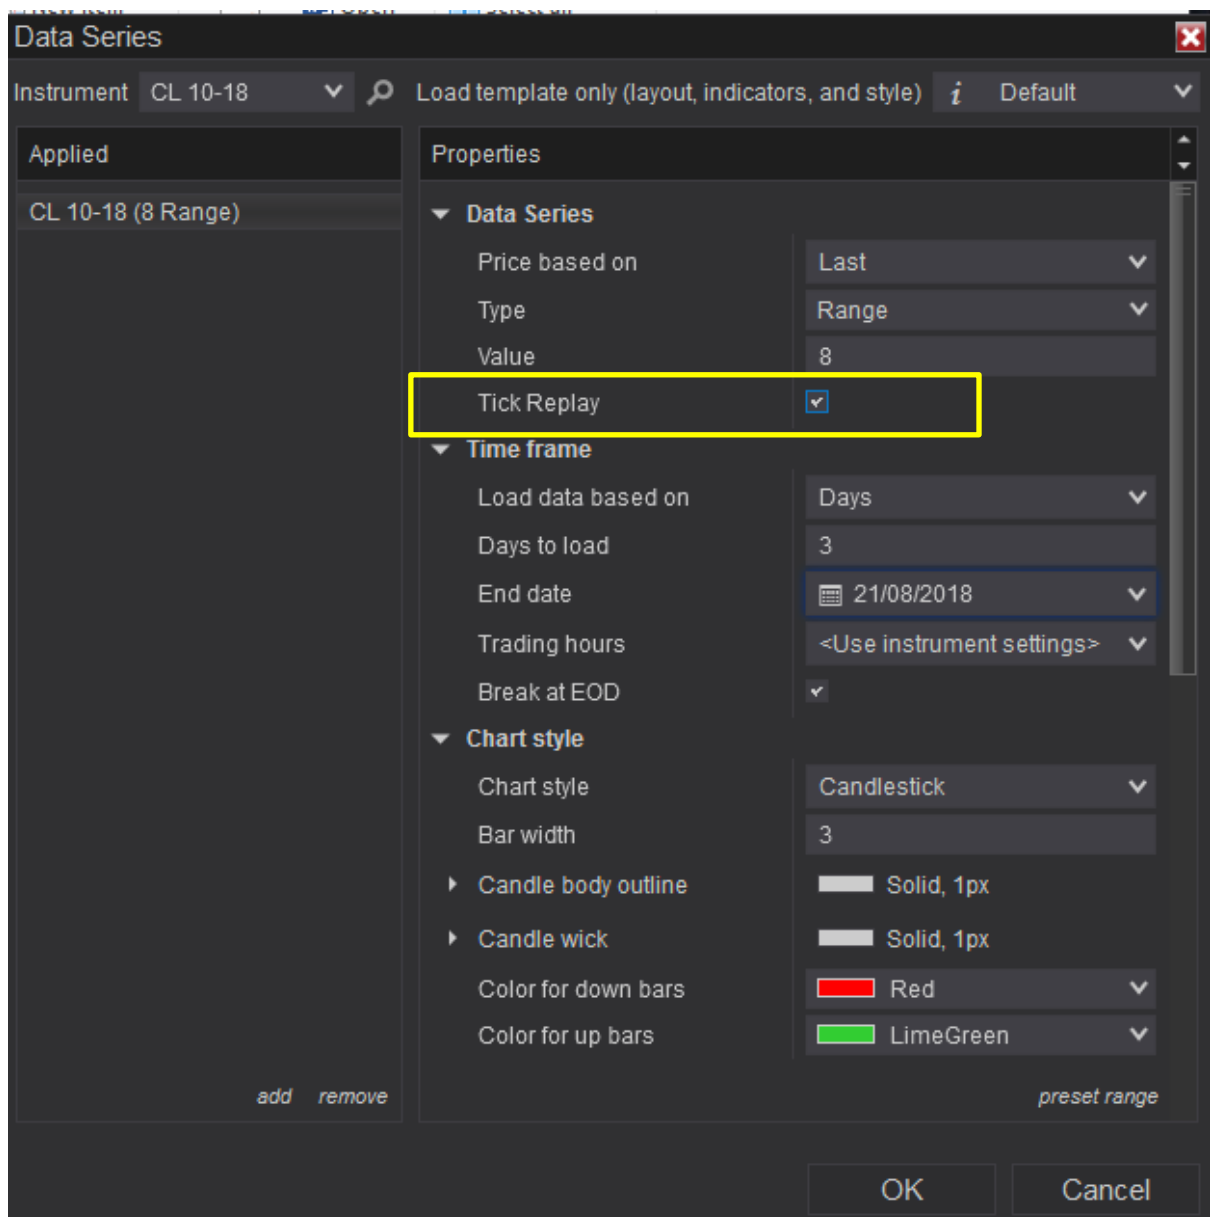 Data Series
Instrument CL 10-18 Load template only (layout, indicators, and style) i Default
Applied Properties
CL 10-18 (8 Range)
Data Series
Price based on Last
Type Range
Value 8
Tick Replay
Time frame
Load data based on Days
Days to load 3
End date 21/08/2018
Trading hours <Use instrument settings>
Break at EOD
Chart style
Chart style Candlestick
Bar width 3
Candle body outline Solid, 1px
Candle wick Solid, 1px
Color for down bars Red
Color for up bars LimeGreen
add remove preset range
OK Cancel